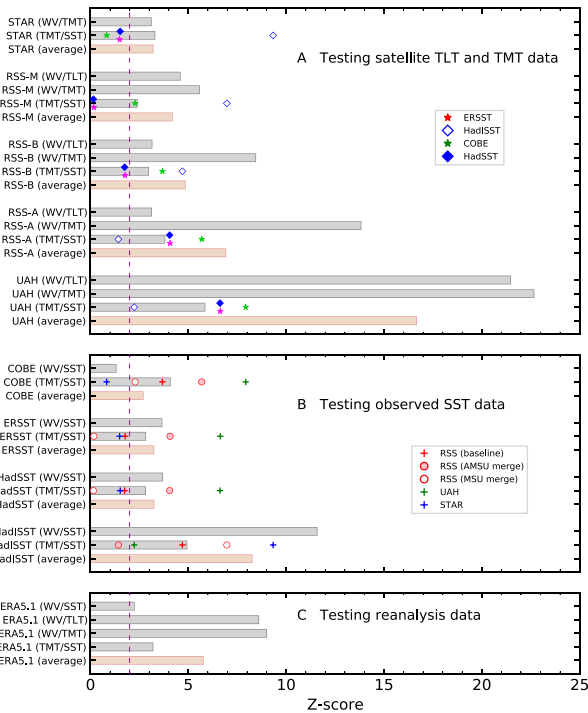 STAR (WV/TMT)
STAR (TMT/SST)
STAR (average)
A Testing satellite TLT and TMT data
RSS-M (WV/TLT)
RSS-M (WV/TMT)
RSS-M (TMT/SST)
RSS-M (average)
ERSST
HadISST
COBE
HadSST
RSS-B (WV/TLT)
RSS-B (WV/TMT)
RSS-B (TMT/SST)
RSS-B (average)
RSS-A (WV/TLT)
RSS-A (WV/TMT)
RSS-A (TMT/SST)
RSS-A (average)
UAH (WV/TLT)
UAH (WV/TMT)
UAH (TMT/SST)
UAH (average)
COBE (WV/SST)
COBE (TMT/SST)
COBE (average)
B Testing observed SST data
ERSST (WV/SST)
ERSST (TMT/SST)
ERSST (average)
RSS (baseline)
RSS (AMSU merge)
RSS (MSU merge)
UAH
STAR
HadSST (WV/SST)
adSST (TMT/SST)
HadSST (average)
HadISST (WV/SST)
adISST (TMT/SST)
adISST (average)
ERA5.1 (WV/SST)
ERA5.1 (WV/TLT)
ERA5.1 (WV/TMT)
ERA5.1 (TMT/SST)
ERA5.1 (average)
C Testing reanalysis data
0 5 10 15 20 25
Z-score